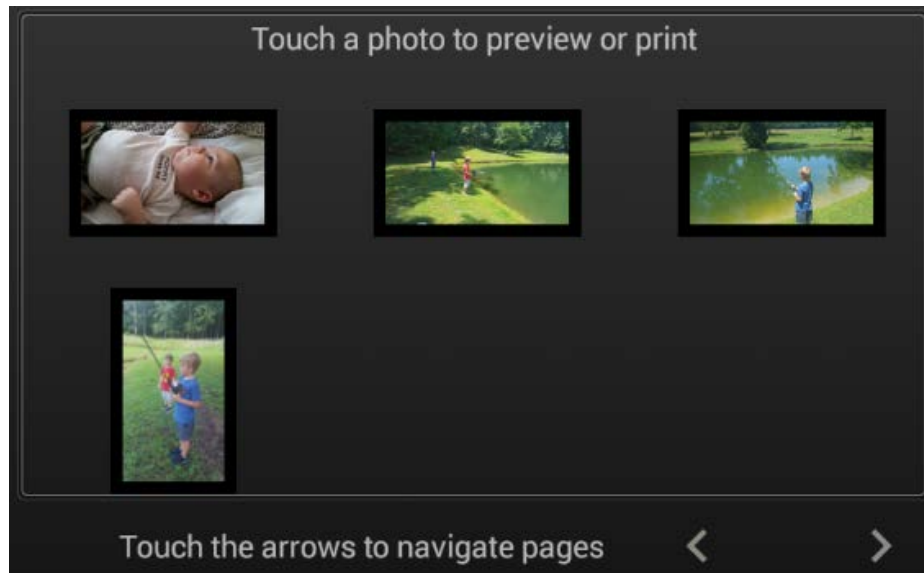 Touch a photo to preview or print
Touch the arrows to navigate pages